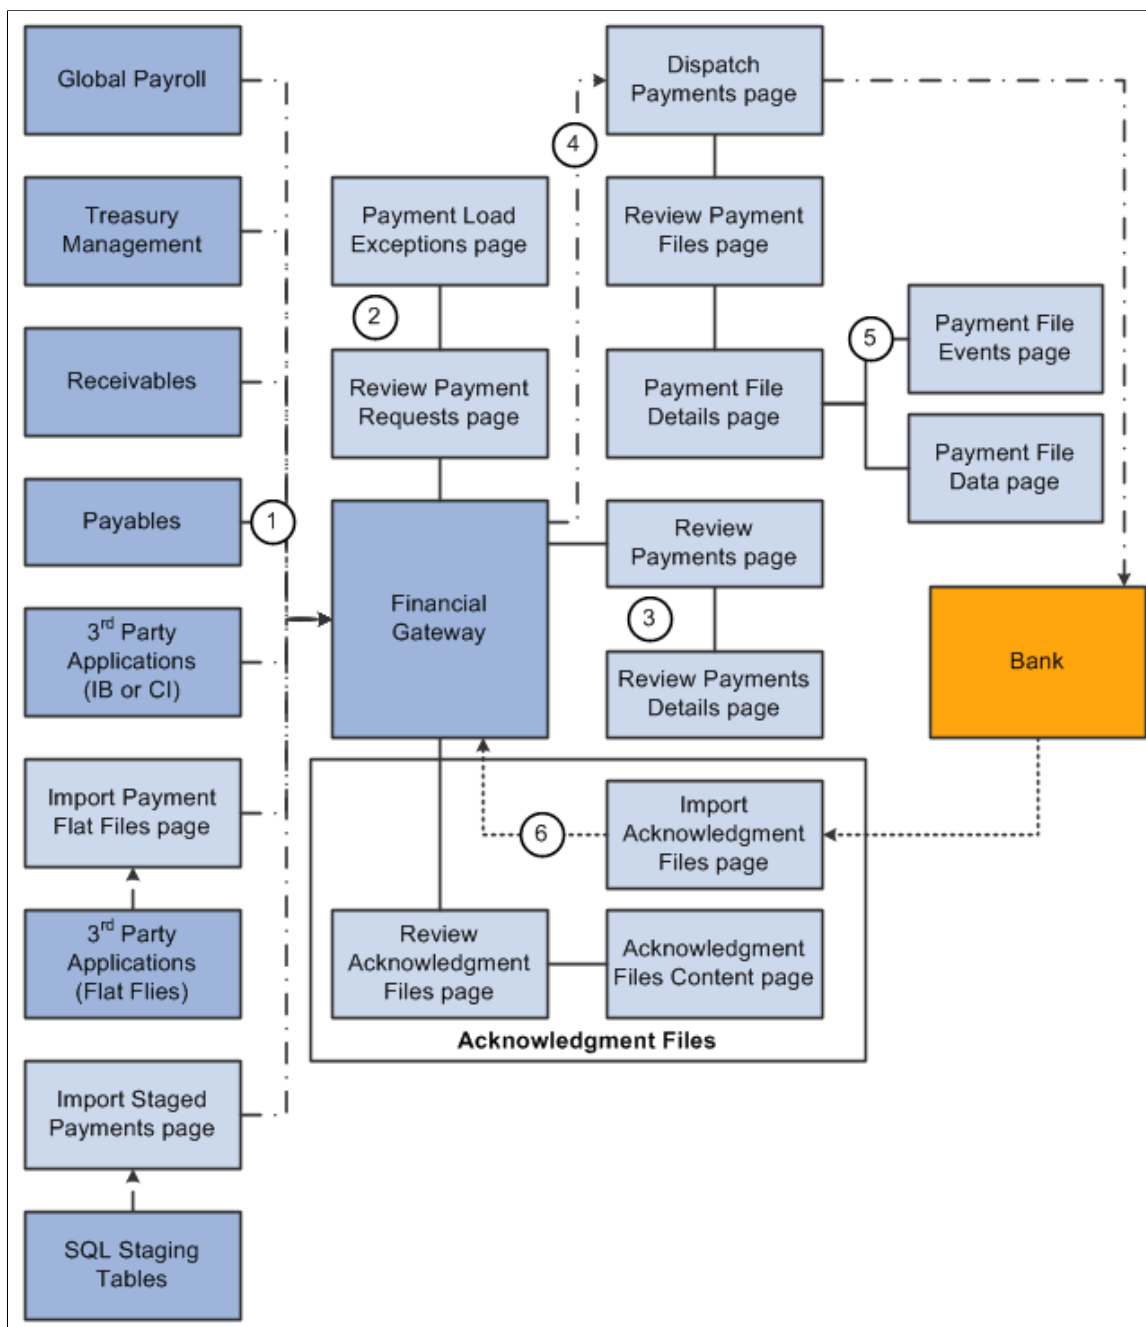 Global Payroll
Treasury
Management
Receivables
Payables
1
3rd Party
Applications
(IB or CI)
Import Payment
Flat Files page
3rd Party
Applications
(Flat Flies)
Import Staged
Payments page
SQL Staging
Tables
Payment Load
Exceptions page
2
Review Payment
Requests page
Financial
Gateway
4
Dispatch
Payments page
Review Payment
Files page
Payment File
Details page
5
Payment File
Events page
Payment File
Data page
Review
Payments page
3
Review Payments
Details page
Bank
Import
Acknowledgment
Files page
6
Review
Acknowledgment
Files page
Acknowledgment
Files Content page
Acknowledgment Files